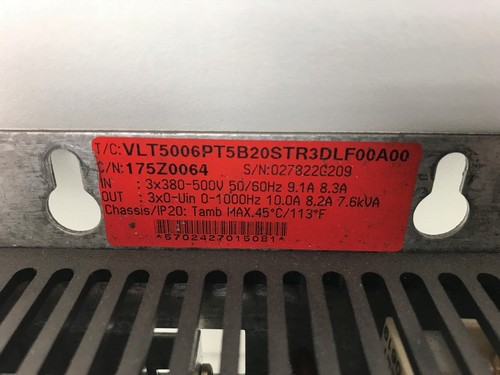 T/C:VLT5006PT5B20STR3DLF00A00
C/N:175Z0064 S/N:027822G209
IN : 3x380-500V 50/60Hz 9.1A 8.3A
OUT : 3x0-Uin 0-1000Hz 10.0A 8.2A 7.6kVA
Chassis/IP20: Tamb MAX.45°C/113°F
*5702427015081*